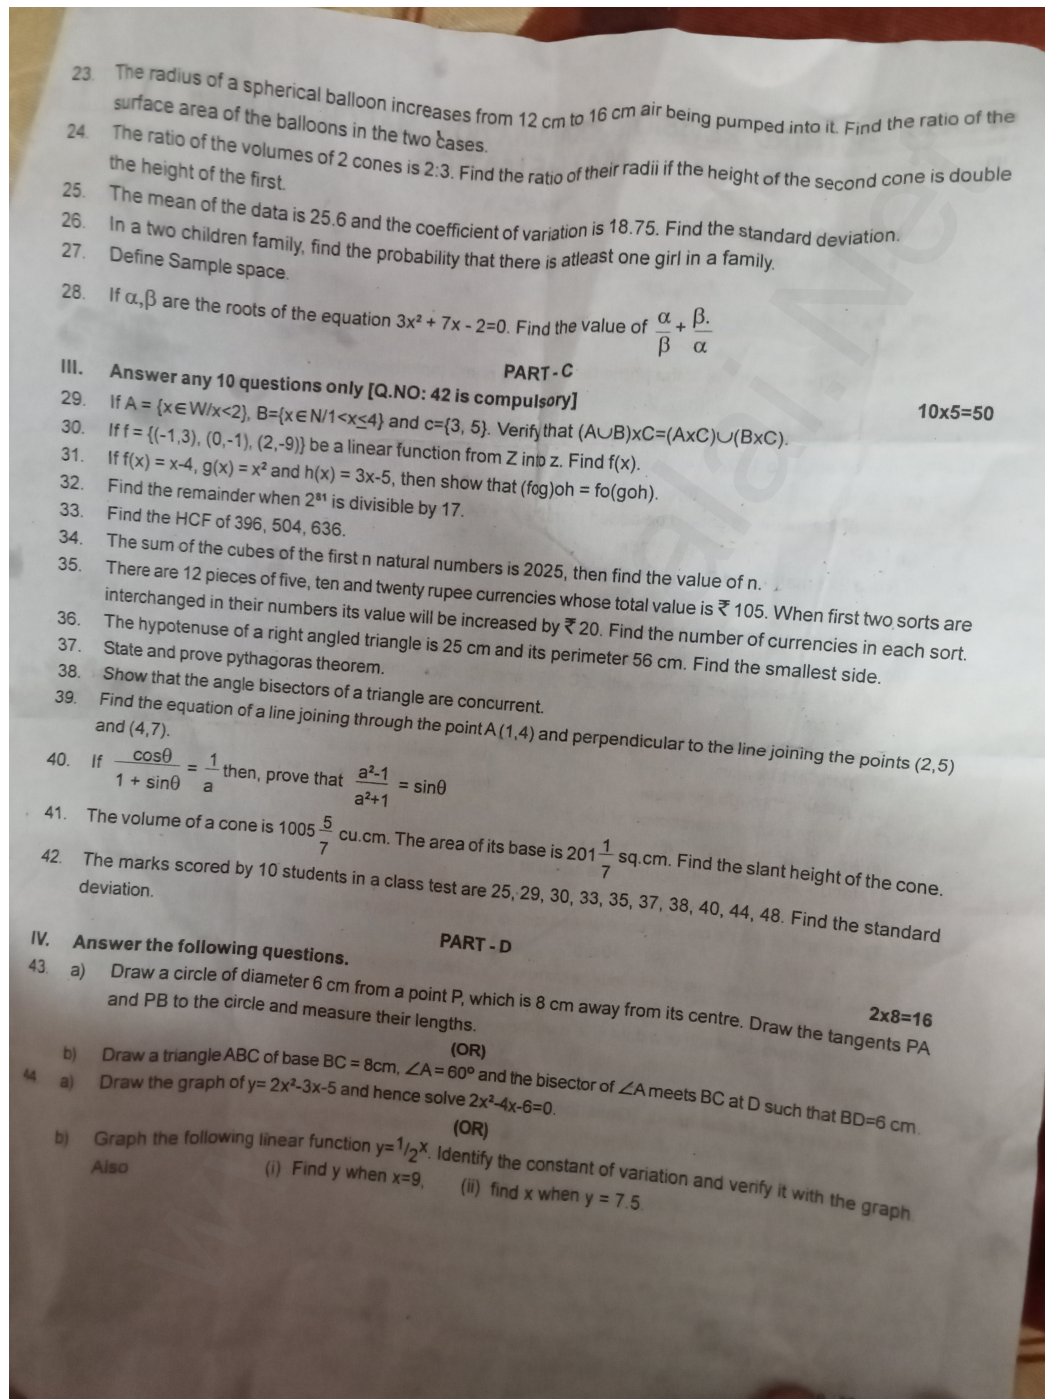 23. The radius of a spherical balloon increases from 12 cm to 16 cm air being pumped into it. Find the ratio of the
surface area of the balloons in the two cases.
24. The ratio of the volumes of 2 cones is 2:3. Find the ratio of their radii if the height of the second cone is double
the height of the first.
25. The mean of the data is 25.6 and the coefficient of variation is 18.75. Find the standard deviation.
26. In a two children family, find the probability that there is atleast one girl in a family.
27. Define Sample space.
28. If α,β are the roots of the equation 3x² + 7x - 2=0. Find the value of α/β + β/α.
PART - C
III. Answer any 10 questions only [Q.NO: 42 is compulsory] 10x5=50
29. If A = {x∈W/x<2}, B={x∈N/1<x≤4} and c={3, 5}. Verify that (A∪B)xC=(AxC)∪(BxC).
30. If f = {(-1,3), (0,-1), (2,-9)} be a linear function from Z into z. Find f(x).
31. If f(x) = x-4, g(x) = x² and h(x) = 3x-5, then show that (fog)oh = fo(goh).
32. Find the remainder when 2⁸¹ is divisible by 17.
33. Find the HCF of 396, 504, 636.
34. The sum of the cubes of the first n natural numbers is 2025, then find the value of n.
35. There are 12 pieces of five, ten and twenty rupee currencies whose total value is ₹ 105. When first two sorts are
interchanged in their numbers its value will be increased by ₹ 20. Find the number of currencies in each sort.
36. The hypotenuse of a right angled triangle is 25 cm and its perimeter 56 cm. Find the smallest side.
37. State and prove pythagoras theorem.
38. Show that the angle bisectors of a triangle are concurrent.
39. Find the equation of a line joining through the point A (1,4) and perpendicular to the line joining the points (2,5)
and (4,7).
40. If cosθ/1 + sinθ = 1/a then, prove that a²-1/a²+1 = sinθ
41. The volume of a cone is 1005 5/7 cu.cm. The area of its base is 201 1/7 sq.cm. Find the slant height of the cone.
42. The marks scored by 10 students in a class test are 25, 29, 30, 33, 35, 37, 38, 40, 44, 48. Find the standard
deviation.
PART - D
IV. Answer the following questions. 2x8=16
43. a) Draw a circle of diameter 6 cm from a point P, which is 8 cm away from its centre. Draw the tangents PA
and PB to the circle and measure their lengths.
(OR)
b) Draw a triangle ABC of base BC = 8cm, ∠A = 60º and the bisector of ∠A meets BC at D such that BD=6 cm.
44 a) Draw the graph of y= 2x²-3x-5 and hence solve 2x²-4x-6=0.
(OR)
b) Graph the following linear function y=1/2x. Identify the constant of variation and verify it with the graph.
Also (i) Find y when x=9, (ii) find x when y = 7.5.